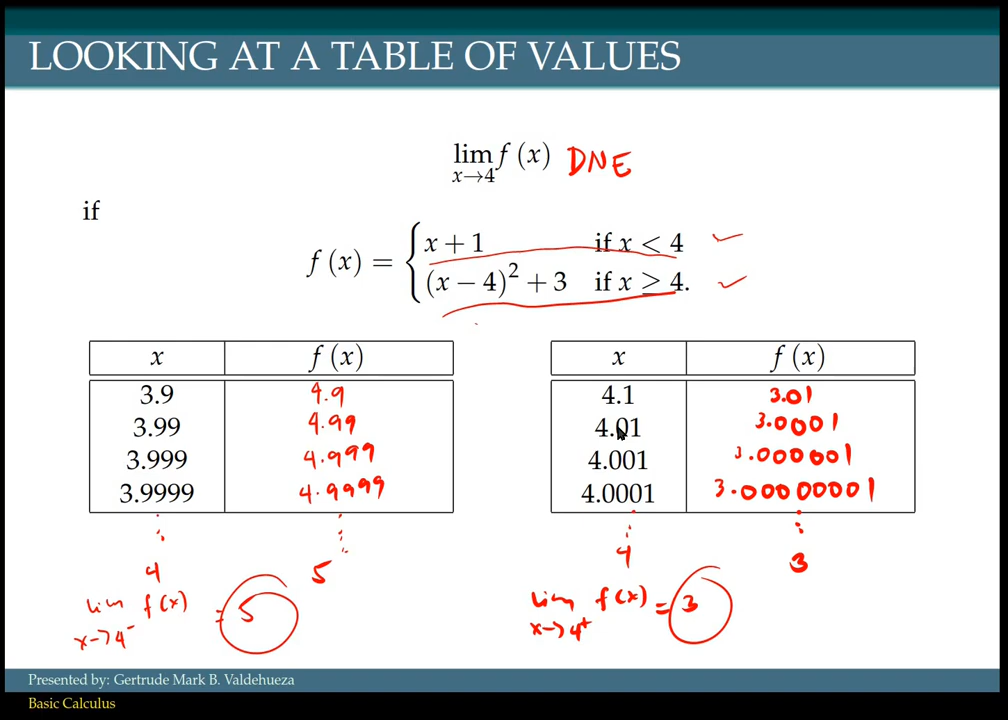 LOOKING AT A TABLE OF VALUES
lim f (x) DNE
x→4
if
f (x) = { x + 1 if x < 4
(x − 4)² + 3 if x ≥ 4.
x f (x)
3.9 4.9
3.99 4.99
3.999 4.999
3.9999 4.9999
⋮ ⋮
4 5
lim f(x) = 5
x→4⁻
x f (x)
4.1 3.01
4.01 3.0001
4.001 3.000001
4.0001 3.00000001
⋮ ⋮
4 3
lim f(x) = 3
x→4⁺
Presented by: Gertrude Mark B. Valdehueza
Basic Calculus